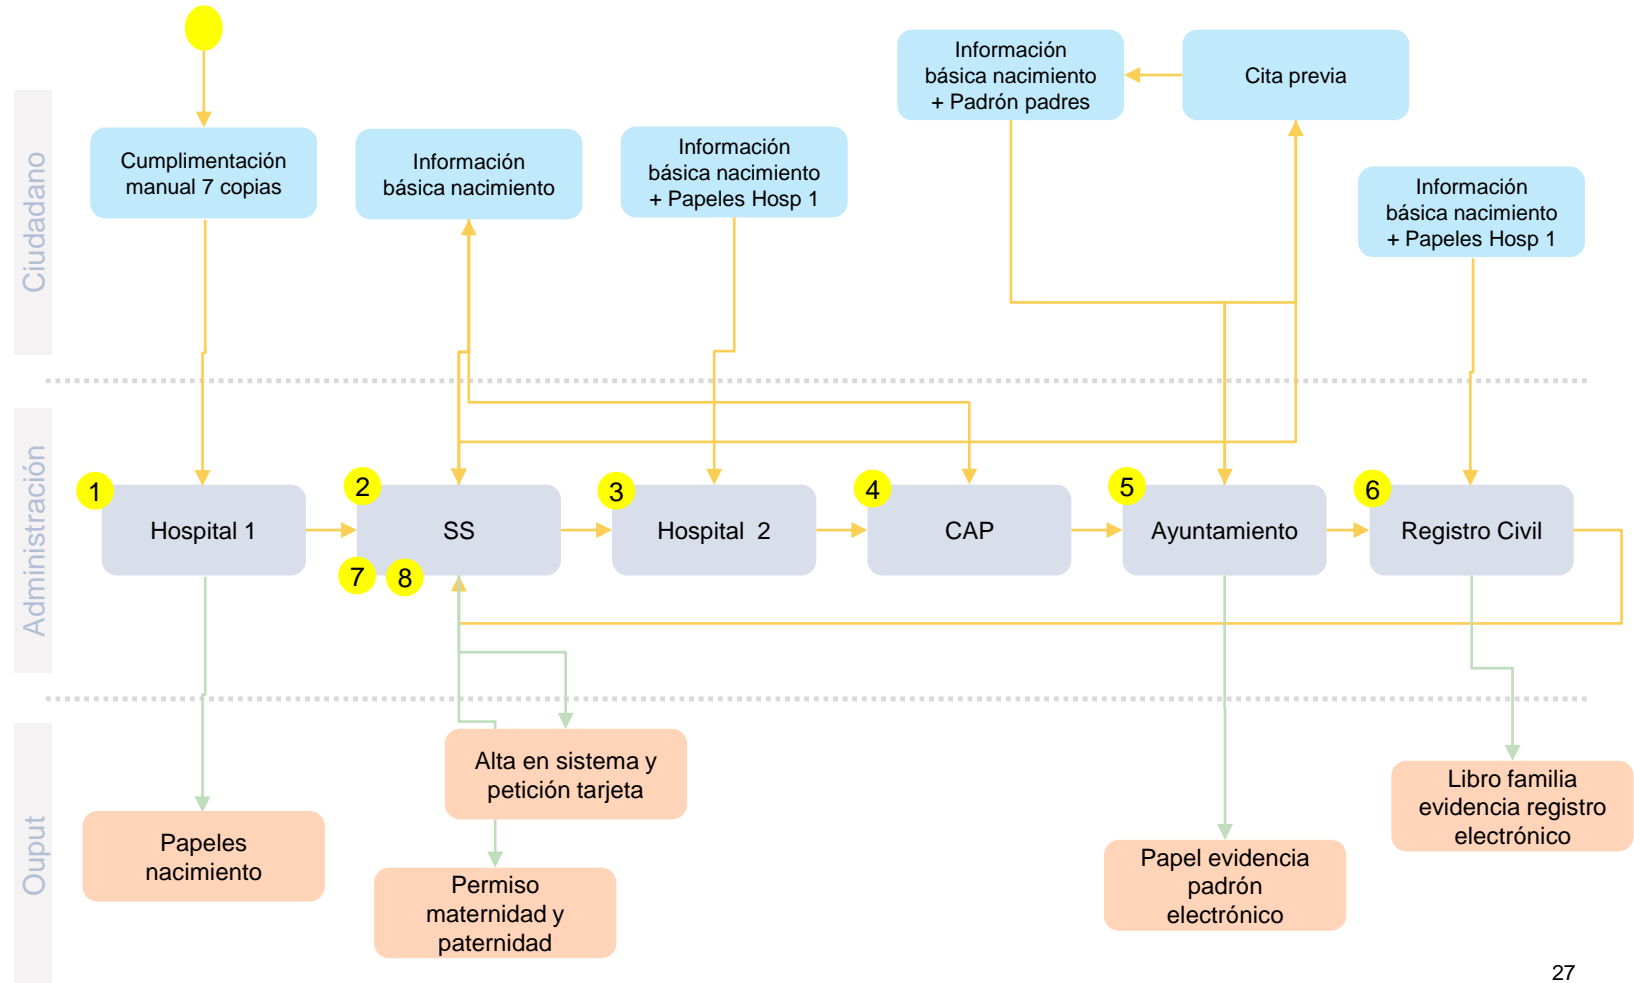 Ciudadano
Cumplimentación
manual 7 copias
Información
básica nacimiento
Información
básica nacimiento
+ Papeles Hosp 1
Información
básica nacimiento
+ Padrón padres
Cita previa
Información
básica nacimiento
+ Papeles Hosp 1
Administración
1
Hospital 1
2
SS
7
8
3
Hospital 2
4
CAP
5
Ayuntamiento
6
Registro Civil
Ouput
Papeles
nacimiento
Alta en sistema y
petición tarjeta
Permiso
maternidad y
paternidad
Papel evidencia
padrón
electrónico
Libro familia
evidencia registro
electrónico
27